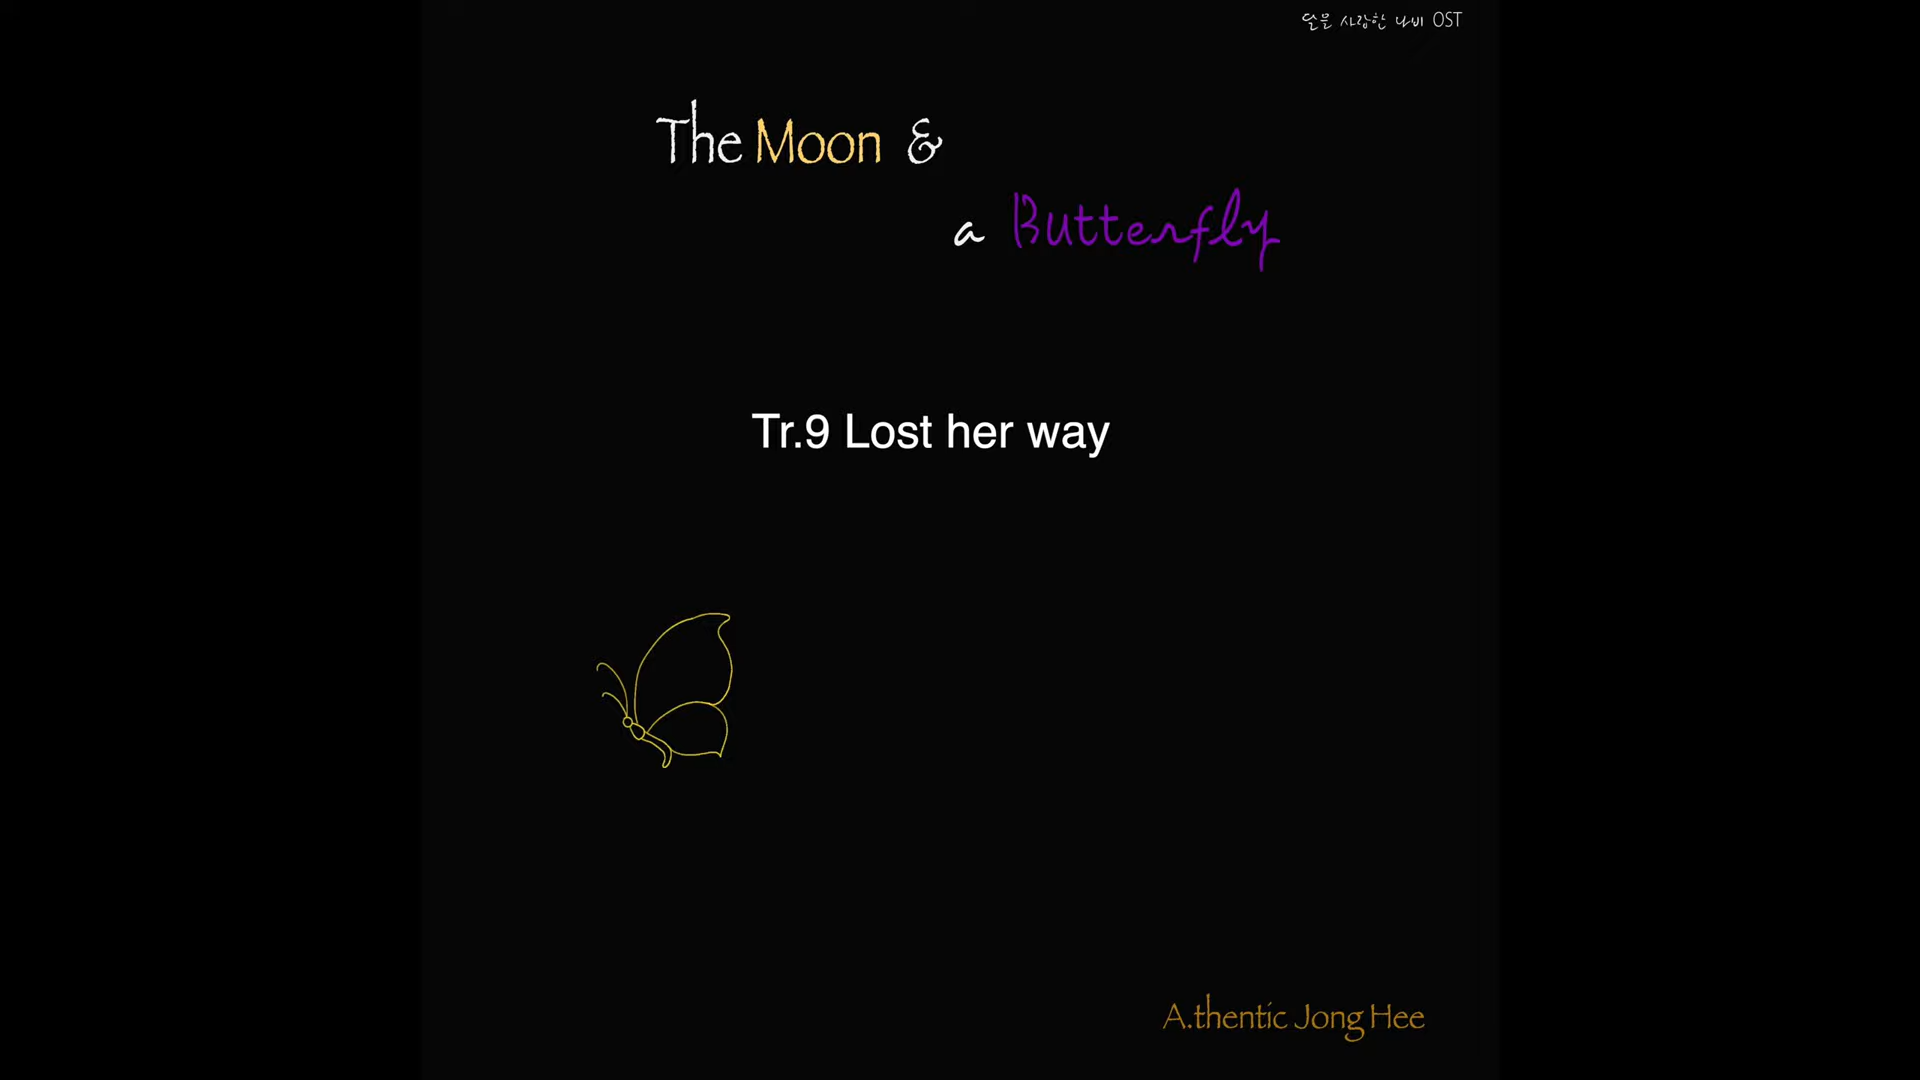 달을 사랑한 나비 OST
The Moon &
a Butterfly
Tr.9 Lost her way
A.thentic Jong Hee